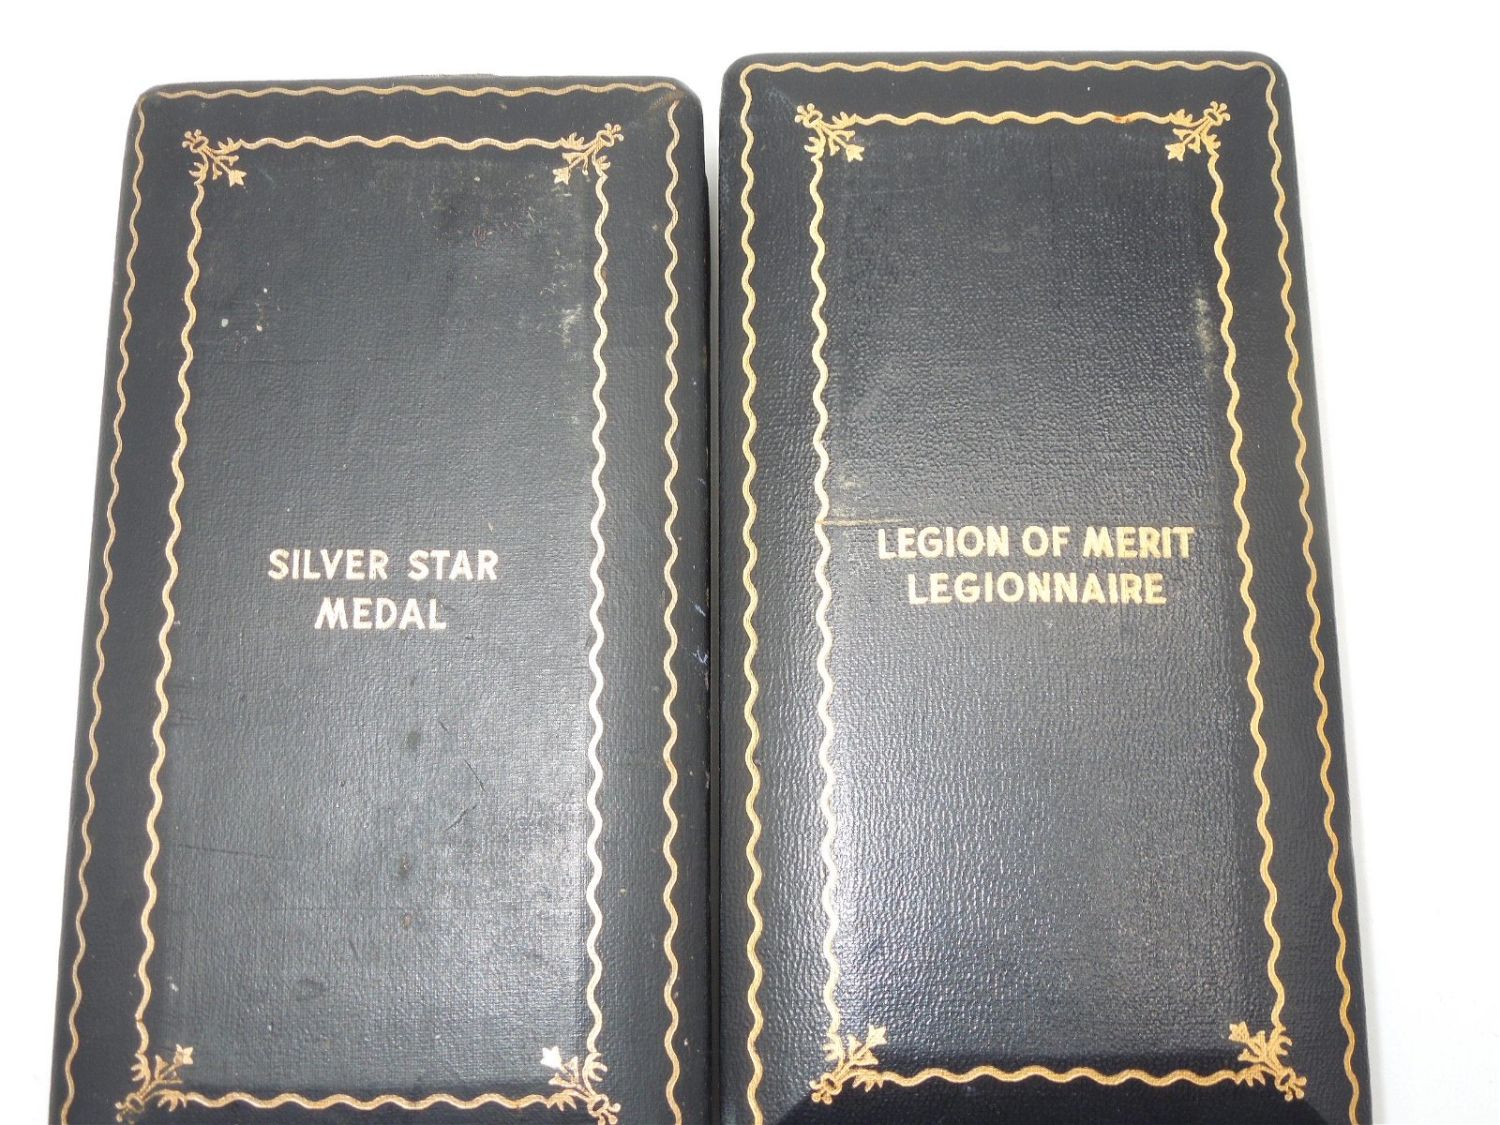 SILVER STAR
MEDAL
LEGION OF MERIT
LEGIONNAIRE